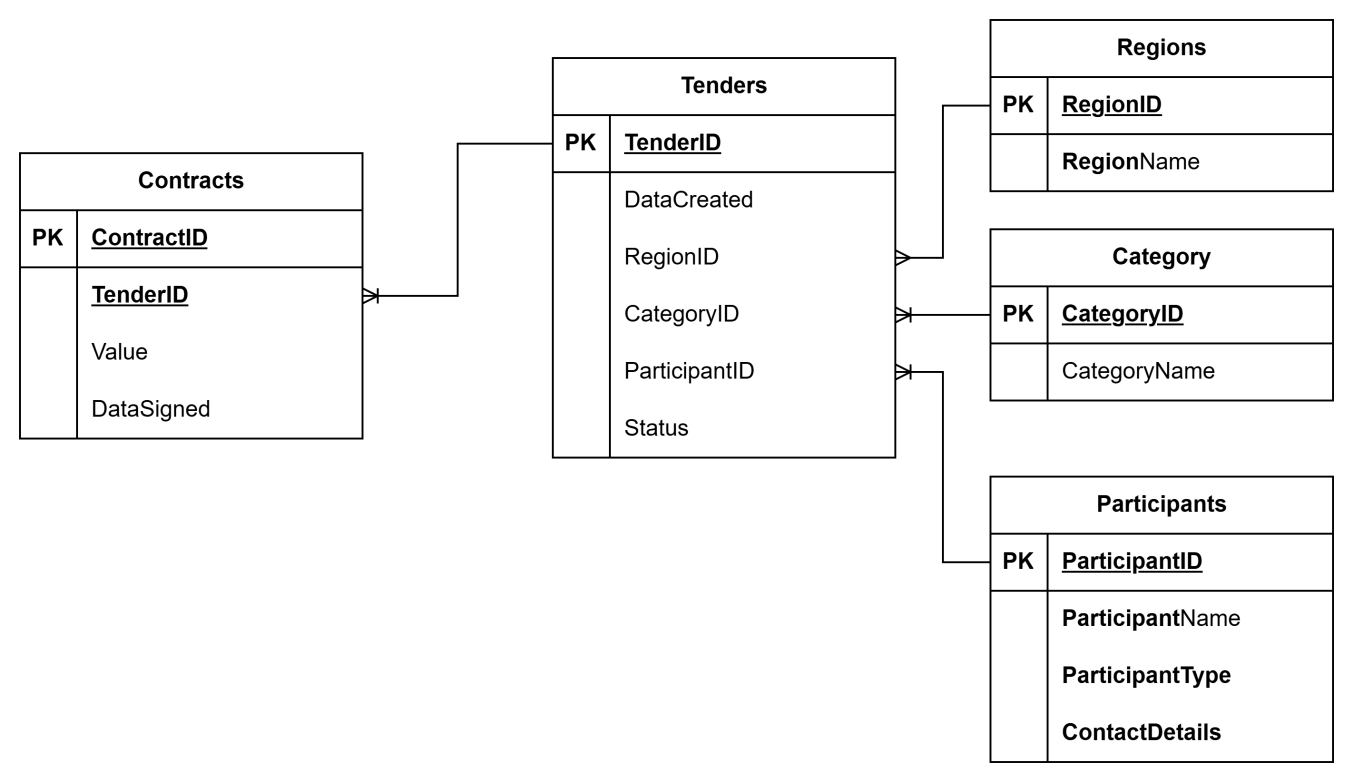 Contracts
PK ContractID
TenderID
Value
DataSigned
Tenders
PK TenderID
DataCreated
RegionID
CategoryID
ParticipantID
Status
Regions
PK RegionID
RegionName
Category
PK CategoryID
CategoryName
Participants
PK ParticipantID
ParticipantName
ParticipantType
ContactDetails